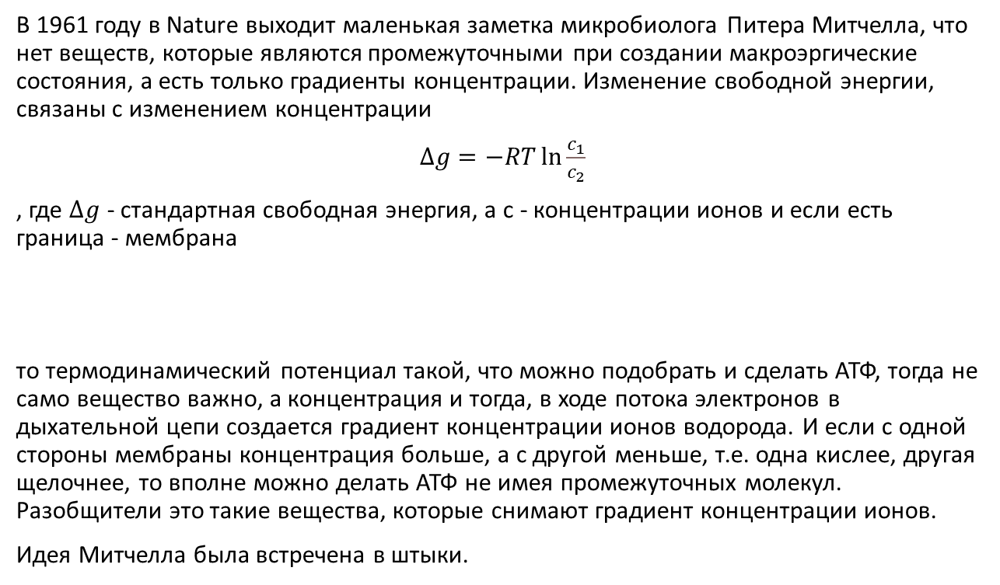 В 1961 году в Nature выходит маленькая заметка микробиолога Питера Митчелла, что
нет веществ, которые являются промежуточными при создании макроэргические
состояния, а есть только градиенты концентрации. Изменение свободной энергии,
связаны с изменением концентрации
Δg = −RT ln c₁/c₂
, где Δg - стандартная свободная энергия, а с - концентрации ионов и если есть
граница - мембрана
то термодинамический потенциал такой, что можно подобрать и сделать АТФ, тогда не
само вещество важно, а концентрация и тогда, в ходе потока электронов в
дыхательной цепи создается градиент концентрации ионов водорода. И если с одной
стороны мембраны концентрация больше, а с другой меньше, т.е. одна кислее, другая
щелочнее, то вполне можно делать АТФ не имея промежуточных молекул.
Разобщители это такие вещества, которые снимают градиент концентрации ионов.
Идея Митчелла была встречена в штыки.